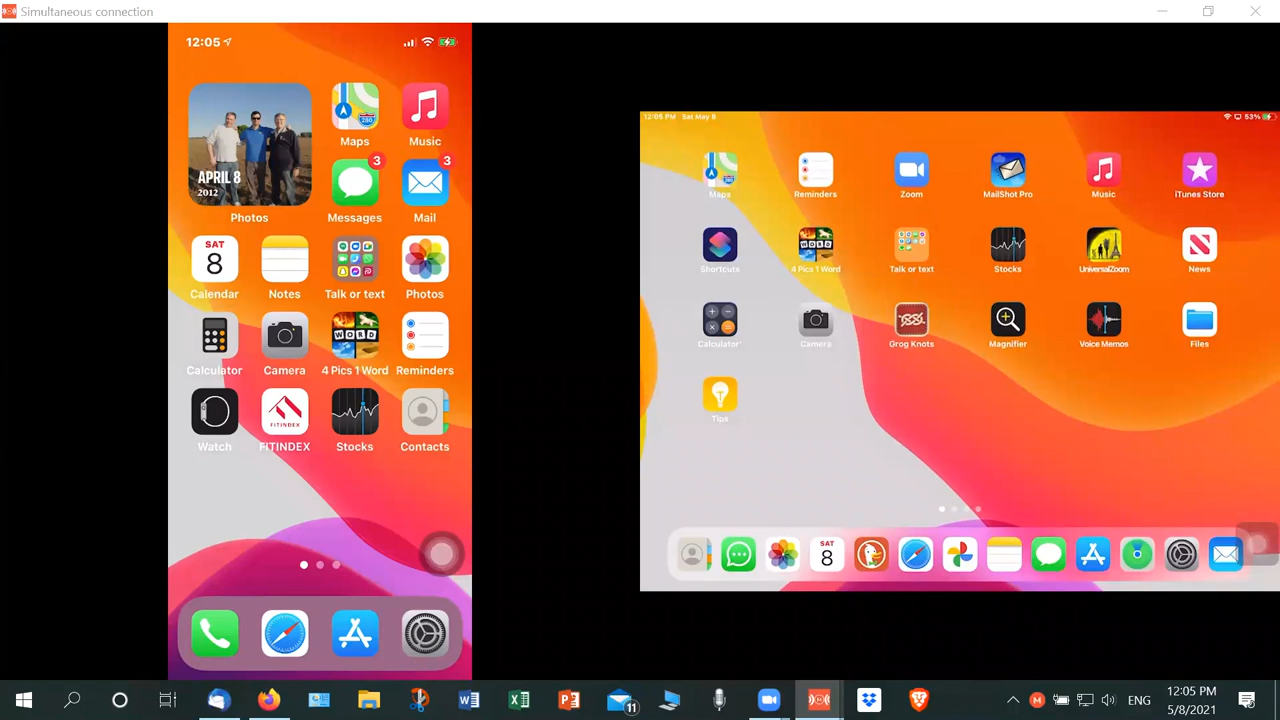 Simultaneous connection
12:05
APRIL 8
2012
Photos
Maps
Music
3
3
280
Messages
Mail
SAT
8
Calendar
Notes
Talk or text
Photos
WORD
Calculator
Camera
4 Pics 1 Word
Reminders
FITINDEX
Watch
FITINDEX
Stocks
Contacts
12:05 PM Sat May 8
53%
Maps
Reminders
Zoom
MailShot Pro
Music
iTunes Store
WORD
Shortcuts
4 Pics 1 Word
Talk or text
Stocks
UniversalZoom
News
Calculator⁺
Camera
Grog Knots
Magnifier
Voice Memos
Files
Tips
SAT
8
11
ENG
12:05 PM
5/8/2021